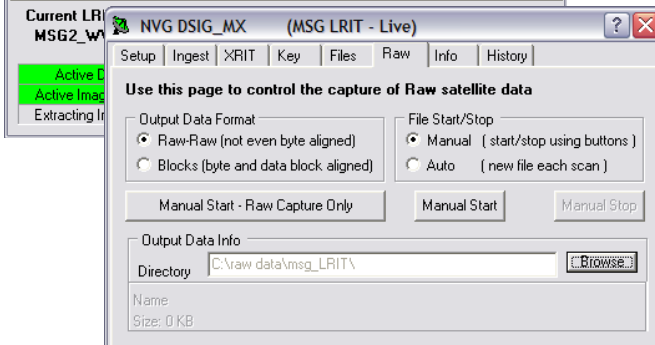 Current LRI
MSG2_W
Active D
Active Imag
Extracting I
NVG DSIG_MX (MSG LRIT - Live)
Setup Ingest XRIT Key Files Raw Info History
Use this page to control the capture of Raw satellite data
Output Data Format
Raw-Raw (not even byte aligned)
Blocks (byte and data block aligned)
File Start/Stop
Manual ( start/stop using buttons )
Auto ( new file each scan )
Manual Start - Raw Capture Only Manual Start Manual Stop
Output Data Info
Directory C:\raw data\msg_LRIT\ Browse
Name
Size: 0 KB